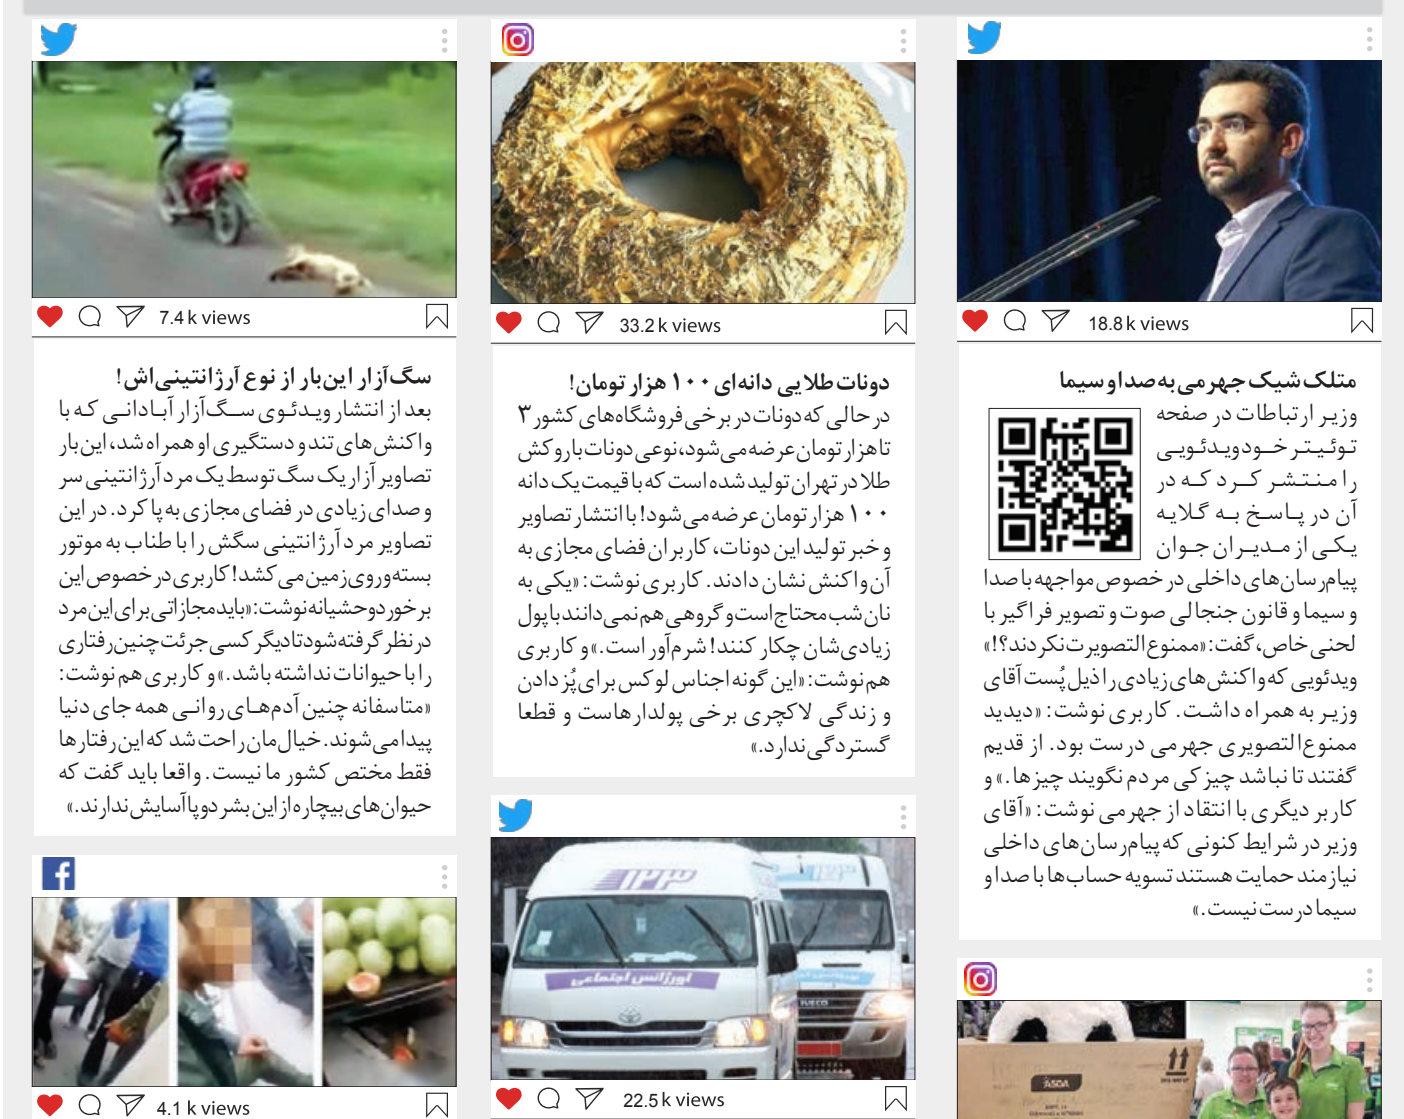 18.8 k views
متلک شیک جهرمی به صدا و سیما
وزیر ارتباطات در صفحه
توئیتر خود ویدئویی
را منتشر کرد که در
آن در پاسخ به گلایه
یکی از مدیران جوان
پیام‌رسان‌های داخلی در خصوص مواجهه با صدا
و سیما و قانون جنجالی صوت و تصویر فراگیر با
لحنی خاص، گفت: «ممنوع‌التصویرت نکردند؟!»
ویدئویی که واکنش‌های زیادی را ذیل پُست آقای
وزیر به همراه داشت. کاربری نوشت: «دیدید
ممنوع‌التصویری جهرمی درست بود. از قدیم
گفتند تا نباشد چیزکی مردم نگویند چیزها.» و
کاربر دیگری با انتقاد از جهرمی نوشت: «آقای
وزیر در شرایط کنونی که پیام‌رسان‌های داخلی
نیازمند حمایت هستند تسویه حساب‌ها با صدا و
سیما درست نیست.»
ASDA
33.2 k views
دونات طلایی دانه‌ای ۱۰۰ هزار تومان!
در حالی که دونات در برخی فروشگاه‌های کشور ۳
تا هزار تومان عرضه می‌شود، نوعی دونات با روکش
طلا در تهران تولید شده است که با قیمت یک دانه
۱۰۰ هزار تومان عرضه می‌شود! با انتشار تصاویر
و خبر تولید این دونات، کاربران فضای مجازی به
آن واکنش نشان دادند. کاربری نوشت: «یکی به
نان شب محتاج است و گروهی هم نمی‌دانند با پول
زیادی‌شان چکار کنند! شرم‌آور است.» و کاربری
هم نوشت: «این گونه اجناس لوکس برای پُز دادن
و زندگی لاکچری برخی پولدارهاست و قطعا
گستردگی ندارد.»
۱۲۳
اورژانس اجتماعی
IVECO
22.5 k views
7.4 k views
سگ‌آزار این‌بار از نوع آرژانتینی‌اش!
بعد از انتشار ویدئوی سگ‌آزار آبادانی که با
واکنش‌های تند و دستگیری او همراه شد، این بار
تصاویر آزار یک سگ توسط یک مرد آرژانتینی سر
و صدای زیادی در فضای مجازی به پا کرد. در این
تصاویر مرد آرژانتینی سگش را با طناب به موتور
بسته و روی زمین می‌کشد! کاربری در خصوص این
برخورد وحشیانه نوشت: «باید مجازاتی برای این مرد
درنظر گرفته شود تا دیگر کسی جرئت چنین رفتاری
را با حیوانات نداشته باشد.» و کاربری هم نوشت:
«متاسفانه چنین آدم‌های روانی همه جای دنیا
پیدا می‌شوند. خیال‌مان راحت شد که این رفتارها
فقط مختص کشور ما نیست. واقعا باید گفت که
حیوان‌های بیچاره از این بشر دوپا آسایش ندارند.»
4.1 k views